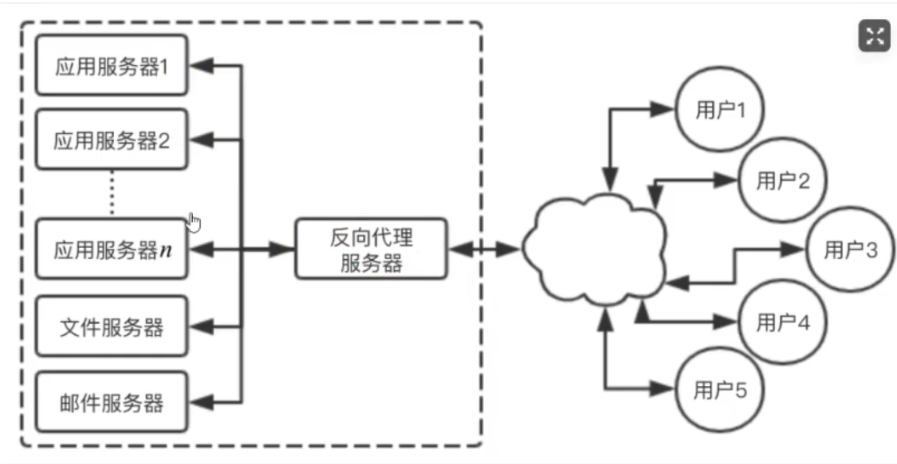 应用服务器1
应用服务器2
应用服务器n
文件服务器
邮件服务器
反向代理
服务器
用户1
用户2
用户3
用户4
用户5